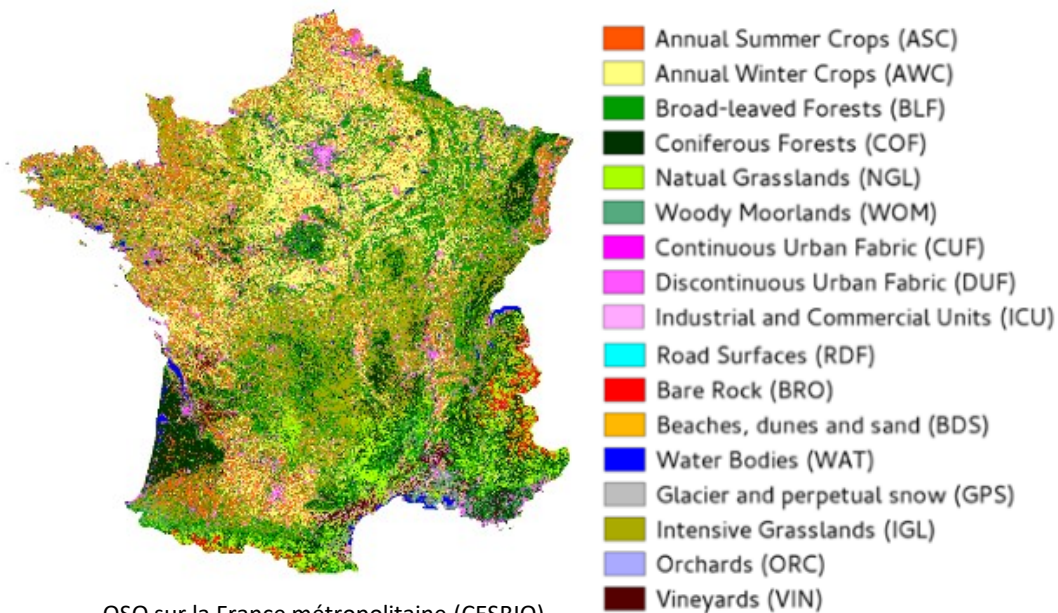 Annual Summer Crops (ASC)
Annual Winter Crops (AWC)
Broad-leaved Forests (BLF)
Coniferous Forests (COF)
Natual Grasslands (NGL)
Woody Moorlands (WOM)
Continuous Urban Fabric (CUF)
Discontinuous Urban Fabric (DUF)
Industrial and Commercial Units (ICU)
Road Surfaces (RDF)
Bare Rock (BRO)
Beaches, dunes and sand (BDS)
Water Bodies (WAT)
Glacier and perpetual snow (GPS)
Intensive Grasslands (IGL)
Orchards (ORC)
Vineyards (VIN)
OSO sur la France métropolitaine (CESBIO)